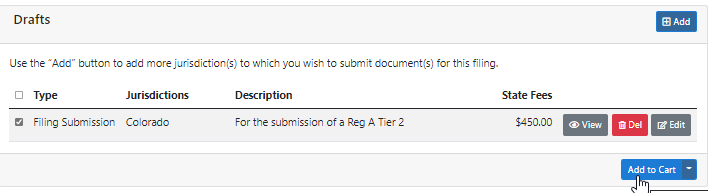 Drafts
Add
Use the "Add" button to add more jurisdiction(s) to which you wish to submit document(s) for this filing.
Type Jurisdictions Description State Fees
Filing Submission Colorado For the submission of a Reg A Tier 2 $450.00 View Del Edit
Add to Cart